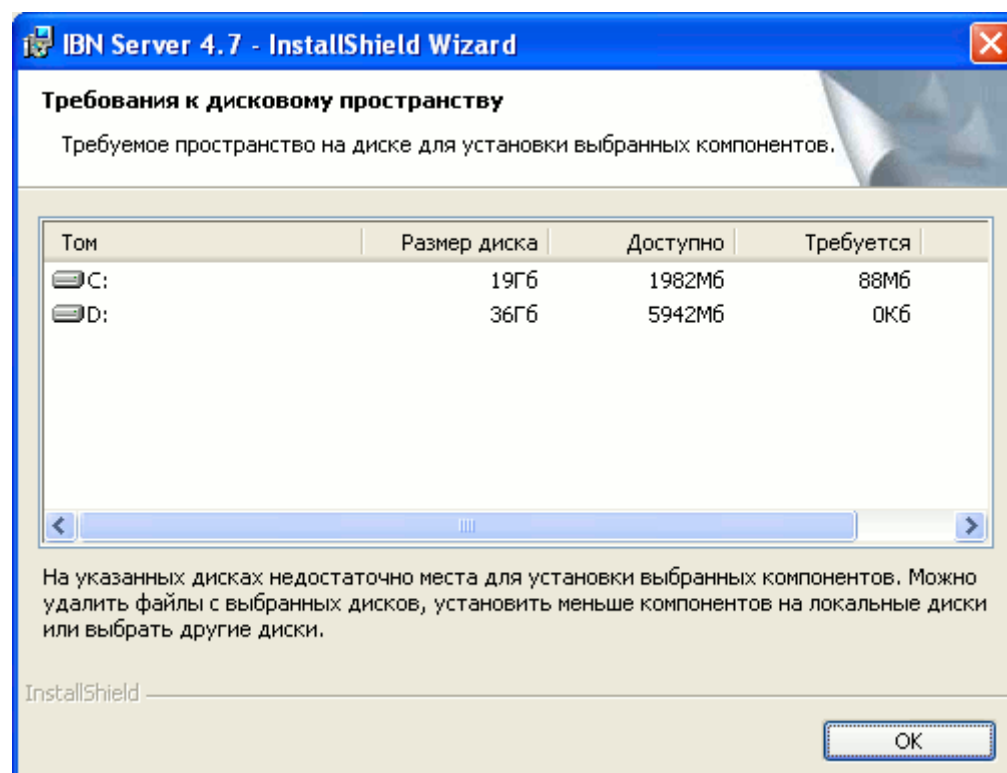 IBN Server 4.7 - InstallShield Wizard
Требования к дисковому пространству
Требуемое пространство на диске для установки выбранных компонентов.
Том Размер диска Доступно Требуется
C: 19Гб 1982Мб 88Мб
D: 36Гб 5942Мб 0Кб
На указанных дисках недостаточно места для установки выбранных компонентов. Можно
удалить файлы с выбранных дисков, установить меньше компонентов на локальные диски
или выбрать другие диски.
InstallShield
ОК